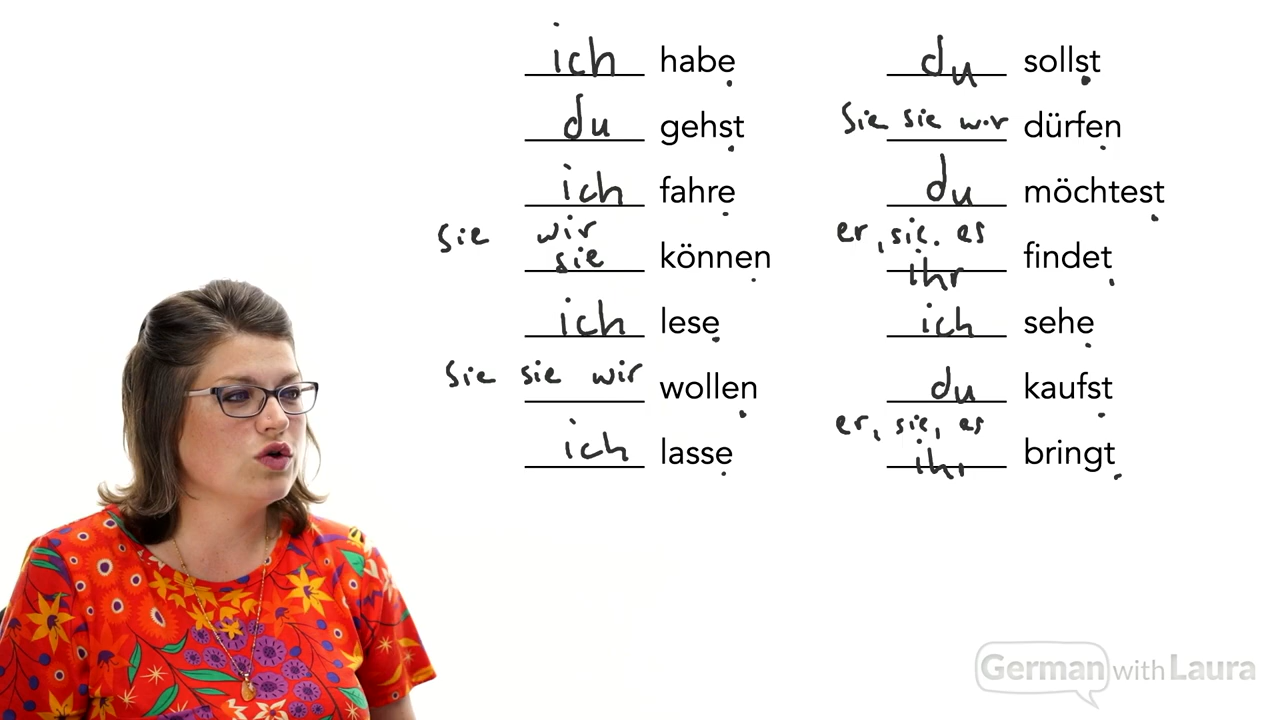 ich habe
du gehst
ich fahre
Sie wir
sie können
ich lese
Sie sie wir wollen
ich lasse
du sollst
Sie sie wir dürfen
du möchtest
er, sie, es
ihr findet
ich sehe
du kaufst
er, sie, es
ihr bringt
German with Laura